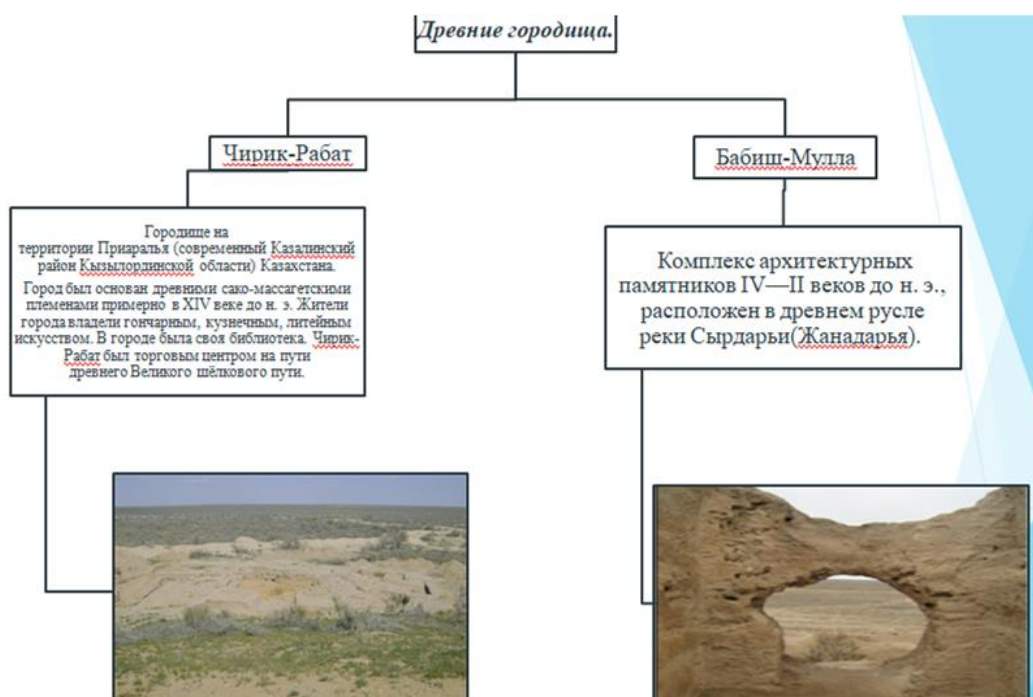 Древние городища.
Чирик-Рабат
Бабиш-Мулла
Городище на
территории Приаралья (современный Казалинский
район Кызылординской области) Казахстана.
Город был основан древними сако-массагетскими
племенами примерно в XIV веке до н. э. Жители
города владели гончарным, кузнечным, литейным
искусством. В городе была своя библиотека. Чирик-
Рабат был торговым центром на пути
древнего Великого шёлкового пути.
Комплекс архитектурных
памятников IV—II веков до н. э.,
расположен в древнем русле
реки Сырдарьи(Жанадарья).